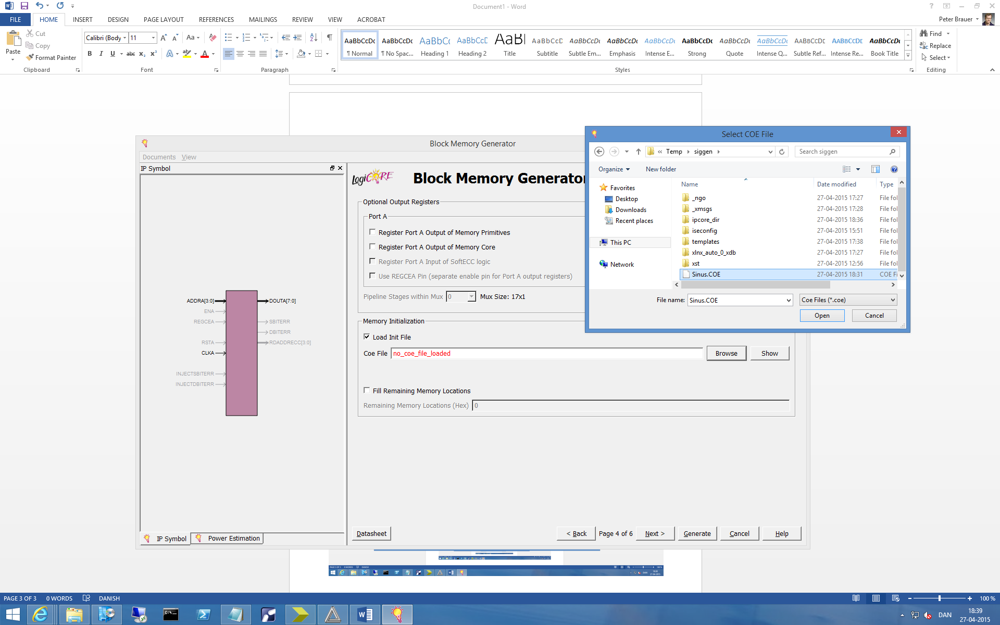 Document1 - Word
FILE HOME INSERT DESIGN PAGE LAYOUT REFERENCES MAILINGS REVIEW VIEW ACROBAT
Peter Brauer
Paste
Cut
Copy
Format Painter
Clipboard
Calibri (Body 11
Font
Paragraph
AaBbCcDc AaBbCcDc AaBbCc AaBbCcD AaBl AaBbCcD AaBbCcDc AaBbCcDc AaBbCcDc AaBbCcDc AaBbCcDc AaBbCcDc AABBCCDE AABBCCDE AaBbCcDc
¶ Normal ¶ No Spac... Heading 1 Heading 2 Title Subtitle Subtle Em... Emphasis Intense E... Strong Quote Intense Q... Subtle Ref... Intense Re... Book Title
Styles
Find
Replace
Select
Editing
Block Memory Generator
Documents View
IP Symbol
ADDRA[3:0]
ENA
REGCEA
RSTA
CLKA
INJECTSBITERR
INJECTDBITERR
DOUTA[7:0]
SBITERR
DBITERR
RDADDRECC[3:0]
IP Symbol
Power Estimation
LogiCORE
Block Memory Generator
Optional Output Registers
Port A
Register Port A Output of Memory Primitives
Register Port A Output of Memory Core
Register Port A Input of SoftECC logic
Use REGCEA Pin (separate enable pin for Port A output registers)
Pipeline Stages within Mux 0 Mux Size: 17x1
Memory Initialization
Load Init File
Coe File no_coe_file_loaded Browse Show
Fill Remaining Memory Locations
Remaining Memory Locations (Hex) 0
Datasheet < Back Page 4 of 6 Next > Generate Cancel Help
Select COE File
« Temp siggen
Search siggen
Organize New folder
Favorites
Desktop
Downloads
Recent places
This PC
Network
Name Date modified Type
_ngo 27-04-2015 17:27 File fol
_xmsgs 27-04-2015 17:28 File fol
ipcore_dir 27-04-2015 18:36 File fol
iseconfig 27-04-2015 15:51 File fol
templates 27-04-2015 17:38 File fol
xlnx_auto_0_xdb 27-04-2015 17:27 File fol
xst 27-04-2015 12:56 File fol
Sinus.COE 27-04-2015 18:31 COE Fi
File name: Sinus.COE Coe Files (*.coe)
Open Cancel
PAGE 3 OF 3 0 WORDS DANISH
100 %
DAN
18:39
27-04-2015